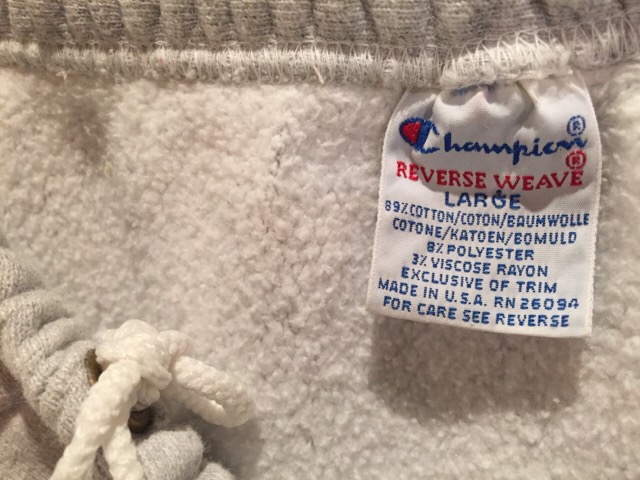 Champion®
REVERSE WEAVE®
LARGE
89% COTTON/COTON/BAUMWOLLE
COTONE/KATOEN/BOMULD
8% POLYESTER
3% VISCOSE RAYON
EXCLUSIVE OF TRIM
MADE IN U.S.A. RN 26094
FOR CARE SEE REVERSE